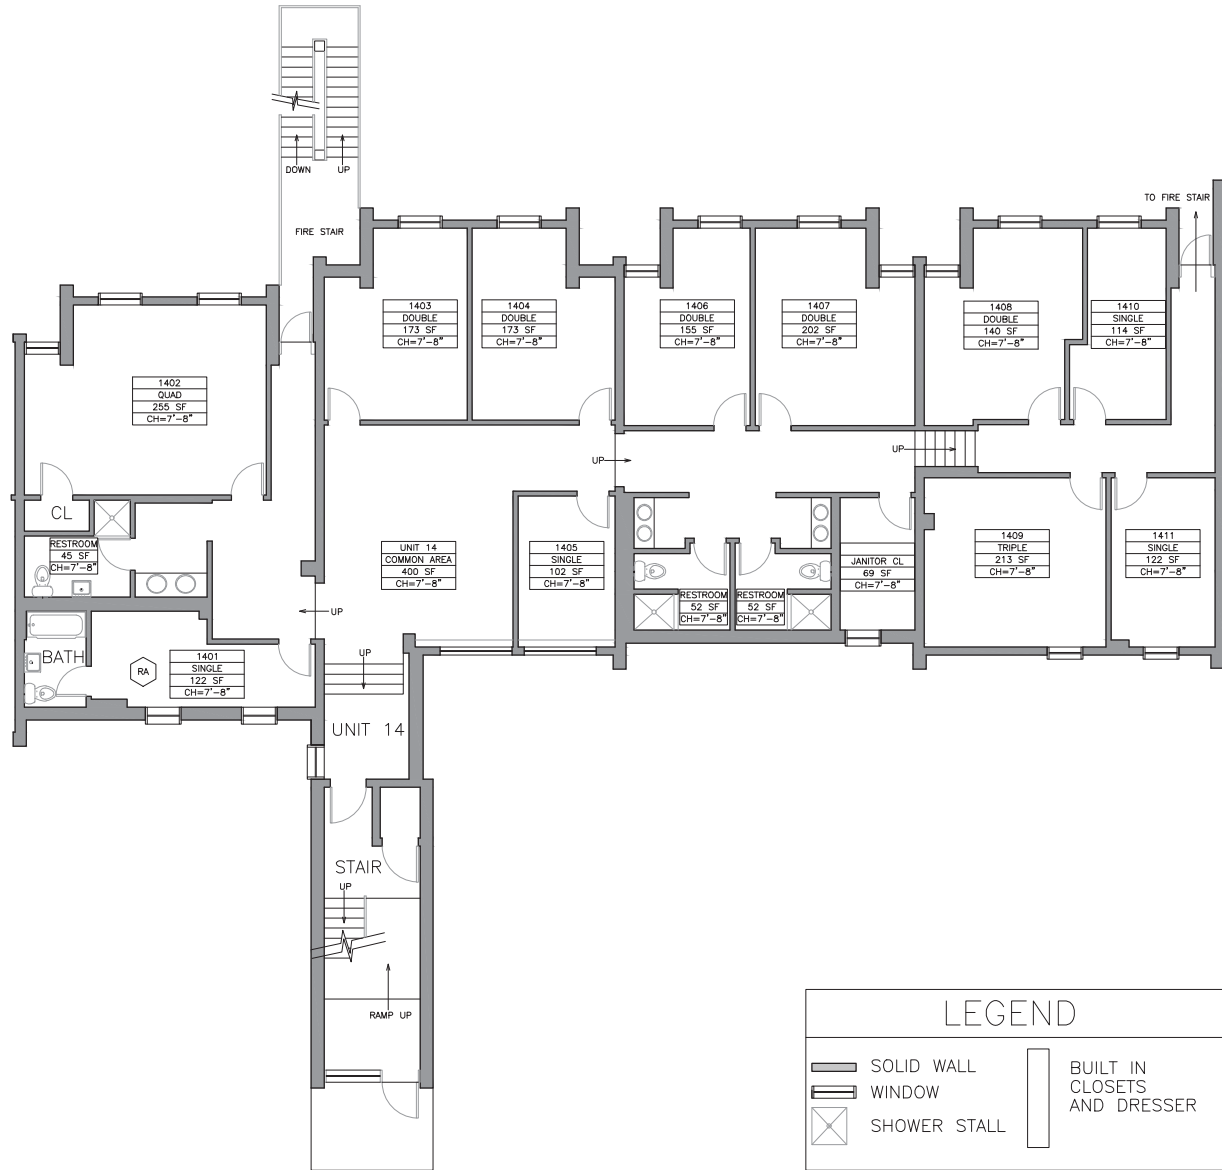 DOWN
UP
FIRE STAIR
TO FIRE STAIR
1403
DOUBLE
173 SF
CH=7'-8"
1404
DOUBLE
173 SF
CH=7'-8"
1406
DOUBLE
155 SF
CH=7'-8"
1407
DOUBLE
202 SF
CH=7'-8"
1408
DOUBLE
140 SF
CH=7'-8"
1410
SINGLE
114 SF
CH=7'-8"
1402
QUAD
255 SF
CH=7'-8"
UP
UP
CL
RESTROOM
45 SF
CH=7'-8"
UNIT 14
COMMON AREA
400 SF
CH=7'-8"
1405
SINGLE
102 SF
CH=7'-8"
JANITOR CL
69 SF
CH=7'-8"
1409
TRIPLE
213 SF
CH=7'-8"
1411
SINGLE
122 SF
CH=7'-8"
RESTROOM
52 SF
CH=7'-8"
RESTROOM
52 SF
CH=7'-8"
UP
BATH
RA
1401
SINGLE
122 SF
CH=7'-8"
UP
UNIT 14
STAIR
UP
RAMP UP
LEGEND
SOLID WALL
WINDOW
SHOWER STALL
BUILT IN
CLOSETS
AND DRESSER